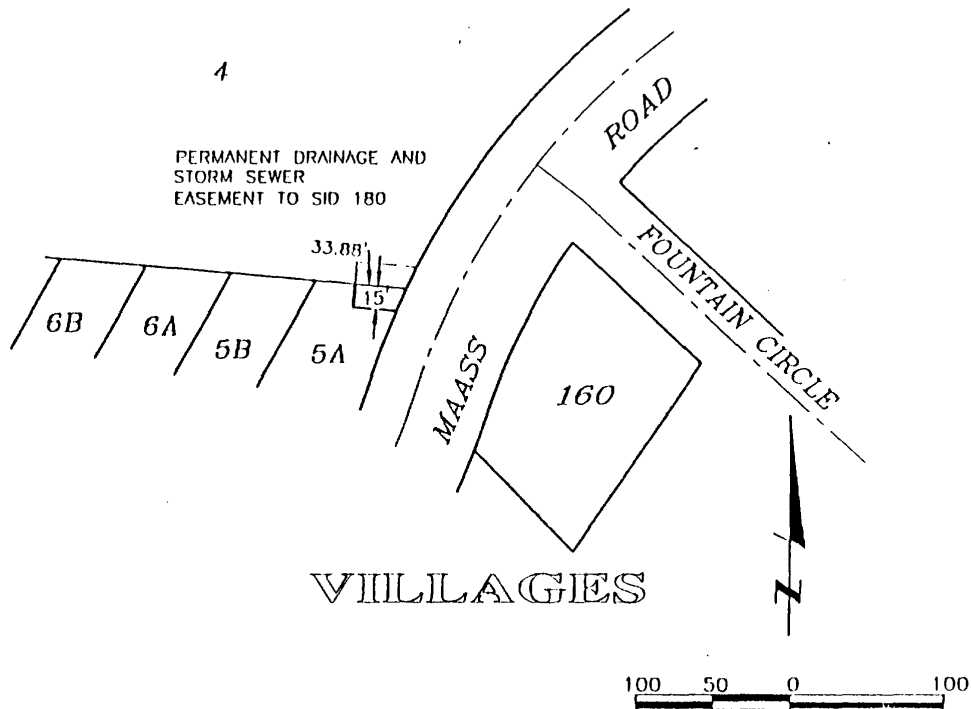 4
PERMANENT DRAINAGE AND
STORM SEWER
EASEMENT TO SID 180
33.88'
15'
6B
6A
5B
5A
MAASS
ROAD
FOUNTAIN CIRCLE
160
VILLAGES
N
100 50 0 100